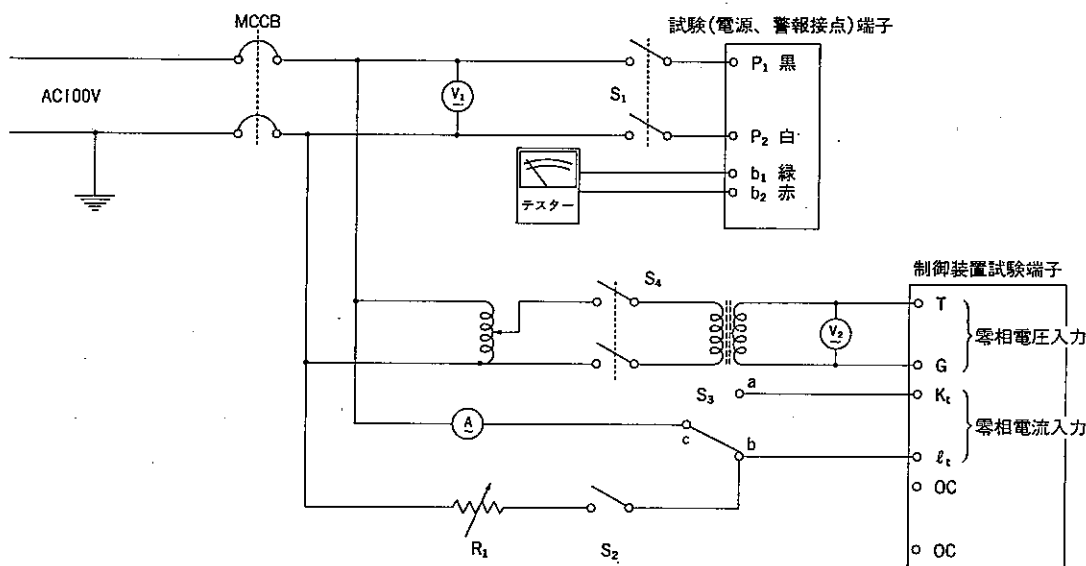 MCCB
試験(電源、警報接点)端子
AC100V
V₁
S₁
P₁ 黒
P₂ 白
b₁ 緑
b₂ 赤
テスター
制御装置試験端子
S₄
V₂
T
G
零相電圧入力
S₃
a
Kₜ
A
c
b
零相電流入力
ℓₜ
OC
R₁
S₂
OC